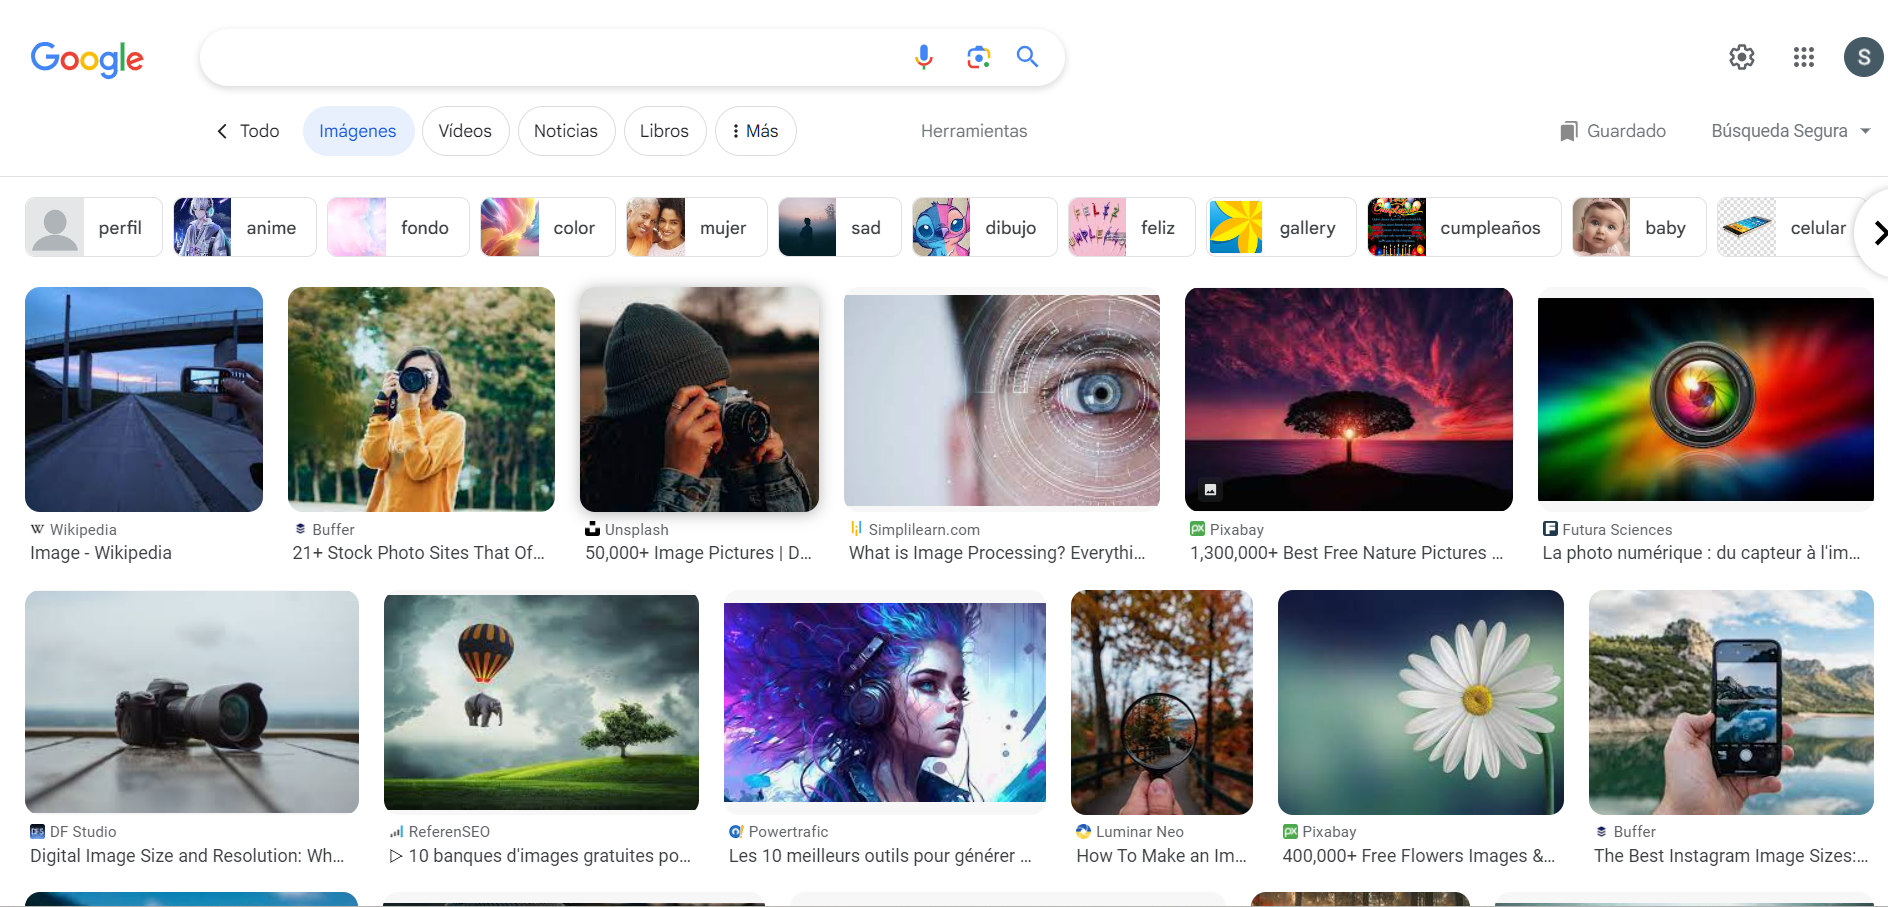 Google
S
Todo
Imágenes
Vídeos
Noticias
Libros
Más
Herramientas
Guardado
Búsqueda Segura
perfil
anime
fondo
color
mujer
sad
dibujo
feliz
gallery
cumpleaños
baby
celular
Wikipedia
Image - Wikipedia
Buffer
21+ Stock Photo Sites That Of...
Unsplash
50,000+ Image Pictures | D...
Simplilearn.com
What is Image Processing? Everythi...
Pixabay
1,300,000+ Best Free Nature Pictures ...
Futura Sciences
La photo numérique : du capteur à l'im...
DF Studio
Digital Image Size and Resolution: Wh...
ReferenSEO
▷ 10 banques d'images gratuites po...
Powertrafic
Les 10 meilleurs outils pour générer ...
Luminar Neo
How To Make an Im...
Pixabay
400,000+ Free Flowers Images &...
Buffer
The Best Instagram Image Sizes:...